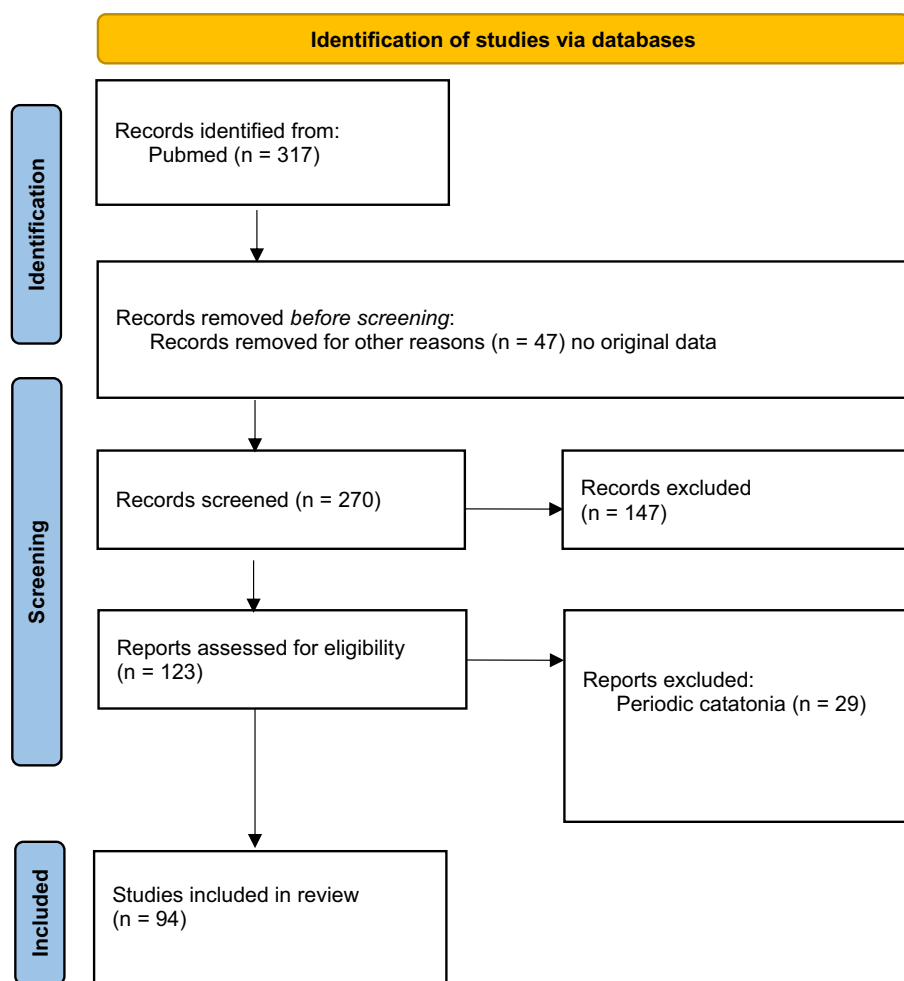 Identification of studies via databases
Identification
Records identified from:
Pubmed (n = 317)
Records removed before screening:
Records removed for other reasons (n = 47) no original data
Screening
Records screened (n = 270)
Records excluded
(n = 147)
Reports assessed for eligibility
(n = 123)
Reports excluded:
Periodic catatonia (n = 29)
Included
Studies included in review
(n = 94)